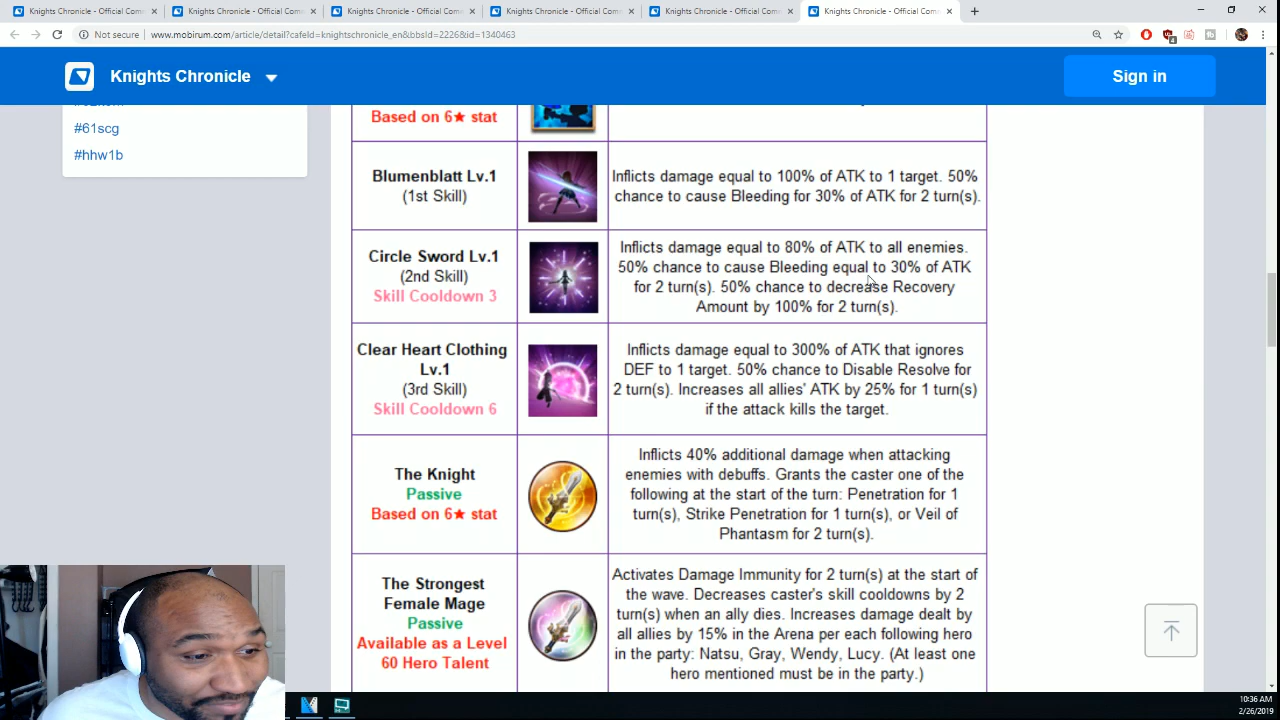 Knights Chronicle - Official Com
Knights Chronicle - Official Comm
Knights Chronicle - Official Com
Knights Chronicle - Official Com
Knights Chronicle - Official Com
Knights Chronicle - Official Com
Not secure
www.mobirum.com/article/detail?cafeId=knightschronicle_en&bbsId=2226&id=1340463
Knights Chronicle
Sign in
#61scg
#hhw1b
Based on 6★ stat
Blumenblatt Lv.1
(1st Skill)
Inflicts damage equal to 100% of ATK to 1 target. 50%
chance to cause Bleeding for 30% of ATK for 2 turn(s).
Circle Sword Lv.1
(2nd Skill)
Skill Cooldown 3
Inflicts damage equal to 80% of ATK to all enemies.
50% chance to cause Bleeding equal to 30% of ATK
for 2 turn(s). 50% chance to decrease Recovery
Amount by 100% for 2 turn(s).
Clear Heart Clothing
Lv.1
(3rd Skill)
Skill Cooldown 6
Inflicts damage equal to 300% of ATK that ignores
DEF to 1 target. 50% chance to Disable Resolve for
2 turn(s). Increases all allies' ATK by 25% for 1 turn(s)
if the attack kills the target.
The Knight
Passive
Based on 6★ stat
Inflicts 40% additional damage when attacking
enemies with debuffs. Grants the caster one of the
following at the start of the turn: Penetration for 1
turn(s), Strike Penetration for 1 turn(s), or Veil of
Phantasm for 2 turn(s).
The Strongest
Female Mage
Passive
Available as a Level
60 Hero Talent
Activates Damage Immunity for 2 turn(s) at the start of
the wave. Decreases caster's skill cooldowns by 2
turn(s) when an ally dies. Increases damage dealt by
all allies by 15% in the Arena per each following hero
in the party: Natsu, Gray, Wendy, Lucy. (At least one
hero mentioned must be in the party.)
10:36 AM
2/26/2019